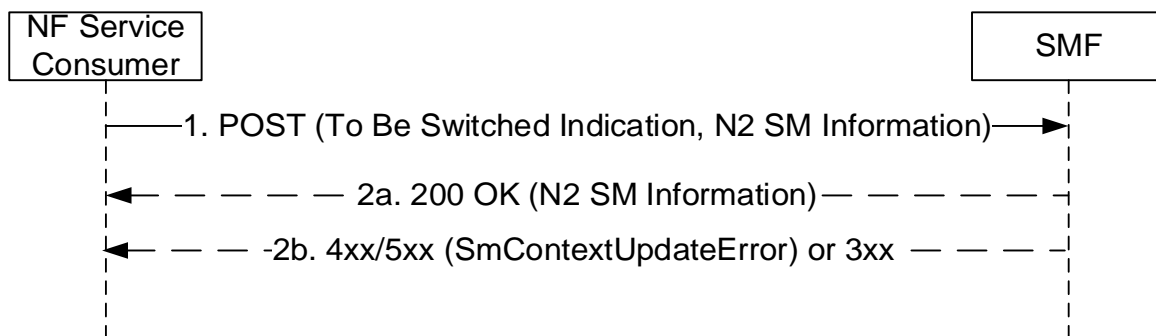 NF Service
Consumer
SMF
1. POST (To Be Switched Indication, N2 SM Information)
2a. 200 OK (N2 SM Information)
2b. 4xx/5xx (SmContextUpdateError) or 3xx